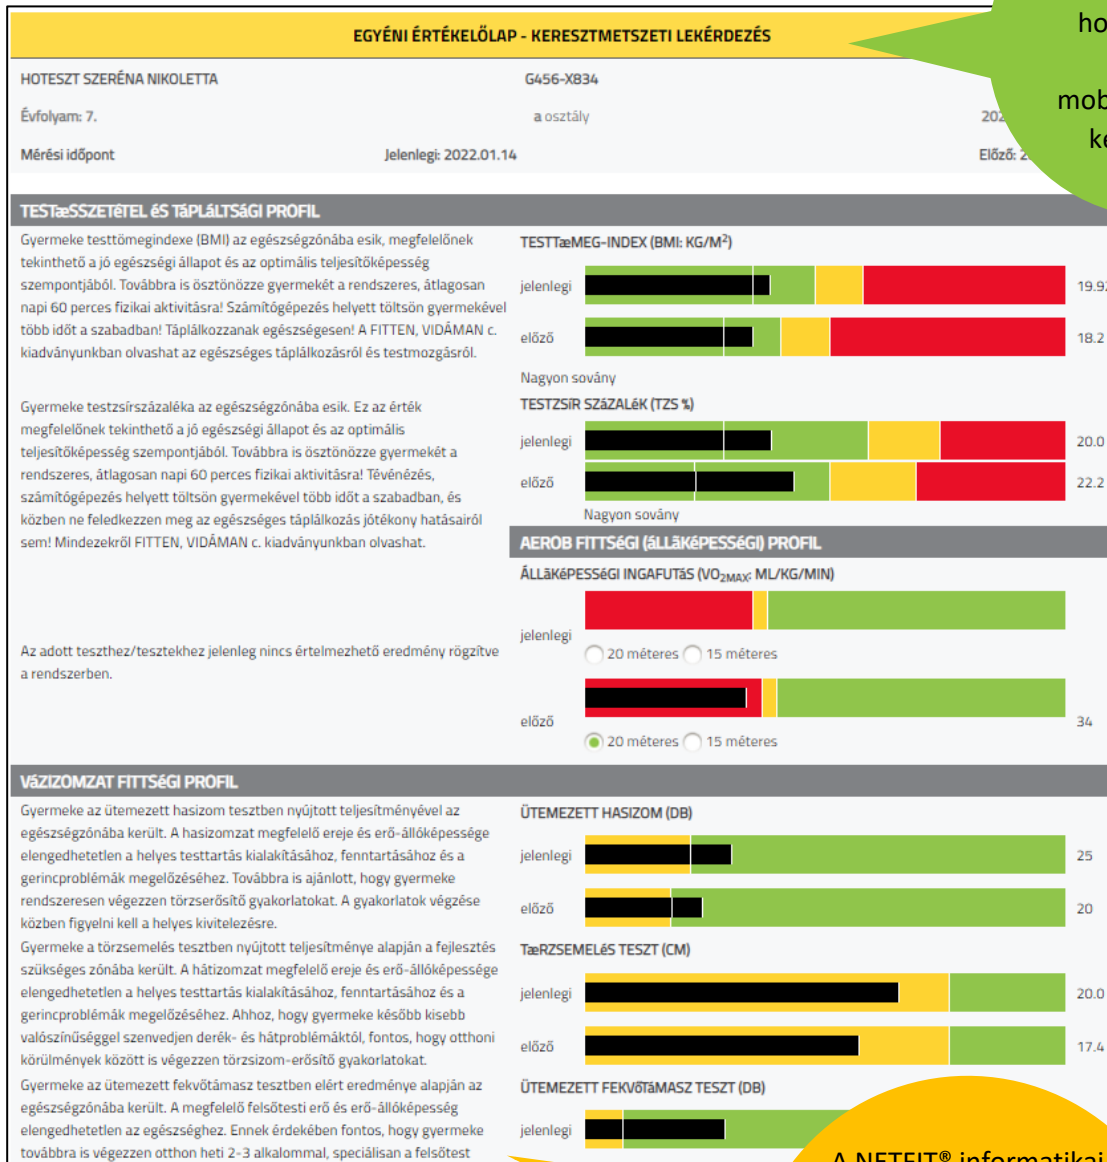 EGYÉNI ÉRTÉKELŐLAP - KERESZTMETSZETI LEKÉRDEZÉS
HOTESZT SZERÉNA NIKOLETTA G456-X834
Évfolyam: 7. a osztály
Mérési időpont Jelenlegi: 2022.01.14 Előző:
TESTæSSZETéTEL éS TáPLáLTSáGI PROFIL
Gyermeke testtömegindexe (BMI) az egészségzónába esik, megfelelőnek
tekinthető a jó egészségi állapot és az optimális teljesítőképesség
szempontjából. Továbbra is ösztönözze gyermekét a rendszeres, átlagosan
napi 60 perces fizikai aktivitásra! Számítógépezés helyett töltsön gyermekével
több időt a szabadban! Táplálkozzanak egészségesen! A FITTEN, VIDÁMAN c.
kiadványunkban olvashat az egészséges táplálkozásról és testmozgásról.
TESTTæMEG-INDEX (BMI: KG/M²)
jelenlegi 19.92
előző 18.2
Nagyon sovány
Gyermeke testzsírszázaléka az egészségzónába esik. Ez az érték
megfelelőnek tekinthető a jó egészségi állapot és az optimális
teljesítőképesség szempontjából. Továbbra is ösztönözze gyermekét a
rendszeres, átlagosan napi 60 perces fizikai aktivitásra! Tévénézés,
számítógépezés helyett töltsön gyermekével több időt a szabadban, és
közben ne feledkezzen meg az egészséges táplálkozás jótékony hatásairól
sem! Mindezekről FITTEN, VIDÁMAN c. kiadványunkban olvashat.
TESTZSíR SZáZALéK (TZS %)
jelenlegi 20.0
előző 22.2
Nagyon sovány
AEROB FITTSéGI (áLLãKéPESSéGI) PROFIL
ÁLLãKéPESSéGI INGAFUTáS (VO2MAX: ML/KG/MIN)
jelenlegi
20 méteres 15 méteres
Az adott teszthez/tesztekhez jelenleg nincs értelmezhető eredmény rögzítve
a rendszerben.
előző 34
20 méteres 15 méteres
VáZIZOMZAT FITTSéGI PROFIL
Gyermeke az ütemezett hasizom tesztben nyújtott teljesítményével az
egészségzónába került. A hasizomzat megfelelő ereje és erő-állóképessége
elengedhetetlen a helyes testtartás kialakításához, fenntartásához és a
gerincproblémák megelőzéséhez. Továbbra is ajánlott, hogy gyermeke
rendszeresen végezzen törzserősítő gyakorlatokat. A gyakorlatok végzése
közben figyelni kell a helyes kivitelezésre.
ÜTEMEZETT HASIZOM (DB)
jelenlegi 25
előző 20
Gyermeke a törzsemelés tesztben nyújtott teljesítménye alapján a fejlesztés
szükséges zónába került. A hátizomzat megfelelő ereje és erő-állóképessége
elengedhetetlen a helyes testtartás kialakításához, fenntartásához és a
gerincproblémák megelőzéséhez. Ahhoz, hogy gyermeke később kisebb
valószínűséggel szenvedjen derék- és hátproblémáktól, fontos, hogy otthoni
körülmények között is végezzen törzsizom-erősítő gyakorlatokat.
TæRZSEMELéS TESZT (CM)
jelenlegi 20.0
előző 17.4
Gyermeke az ütemezett fekvőtámasz tesztben elért eredménye alapján az
egészségzónába került. A megfelelő felsőtesti erő és erő-állóképesség
elengedhetetlen az egészséghez. Ennek érdekében fontos, hogy gyermeke
továbbra is végezzen otthon heti 2-3 alkalommal, speciálisan a felsőtest
ÜTEMEZETT FEKVőTáMASZ TESZT (DB)
jelenlegi
A NETFIT® informatikai